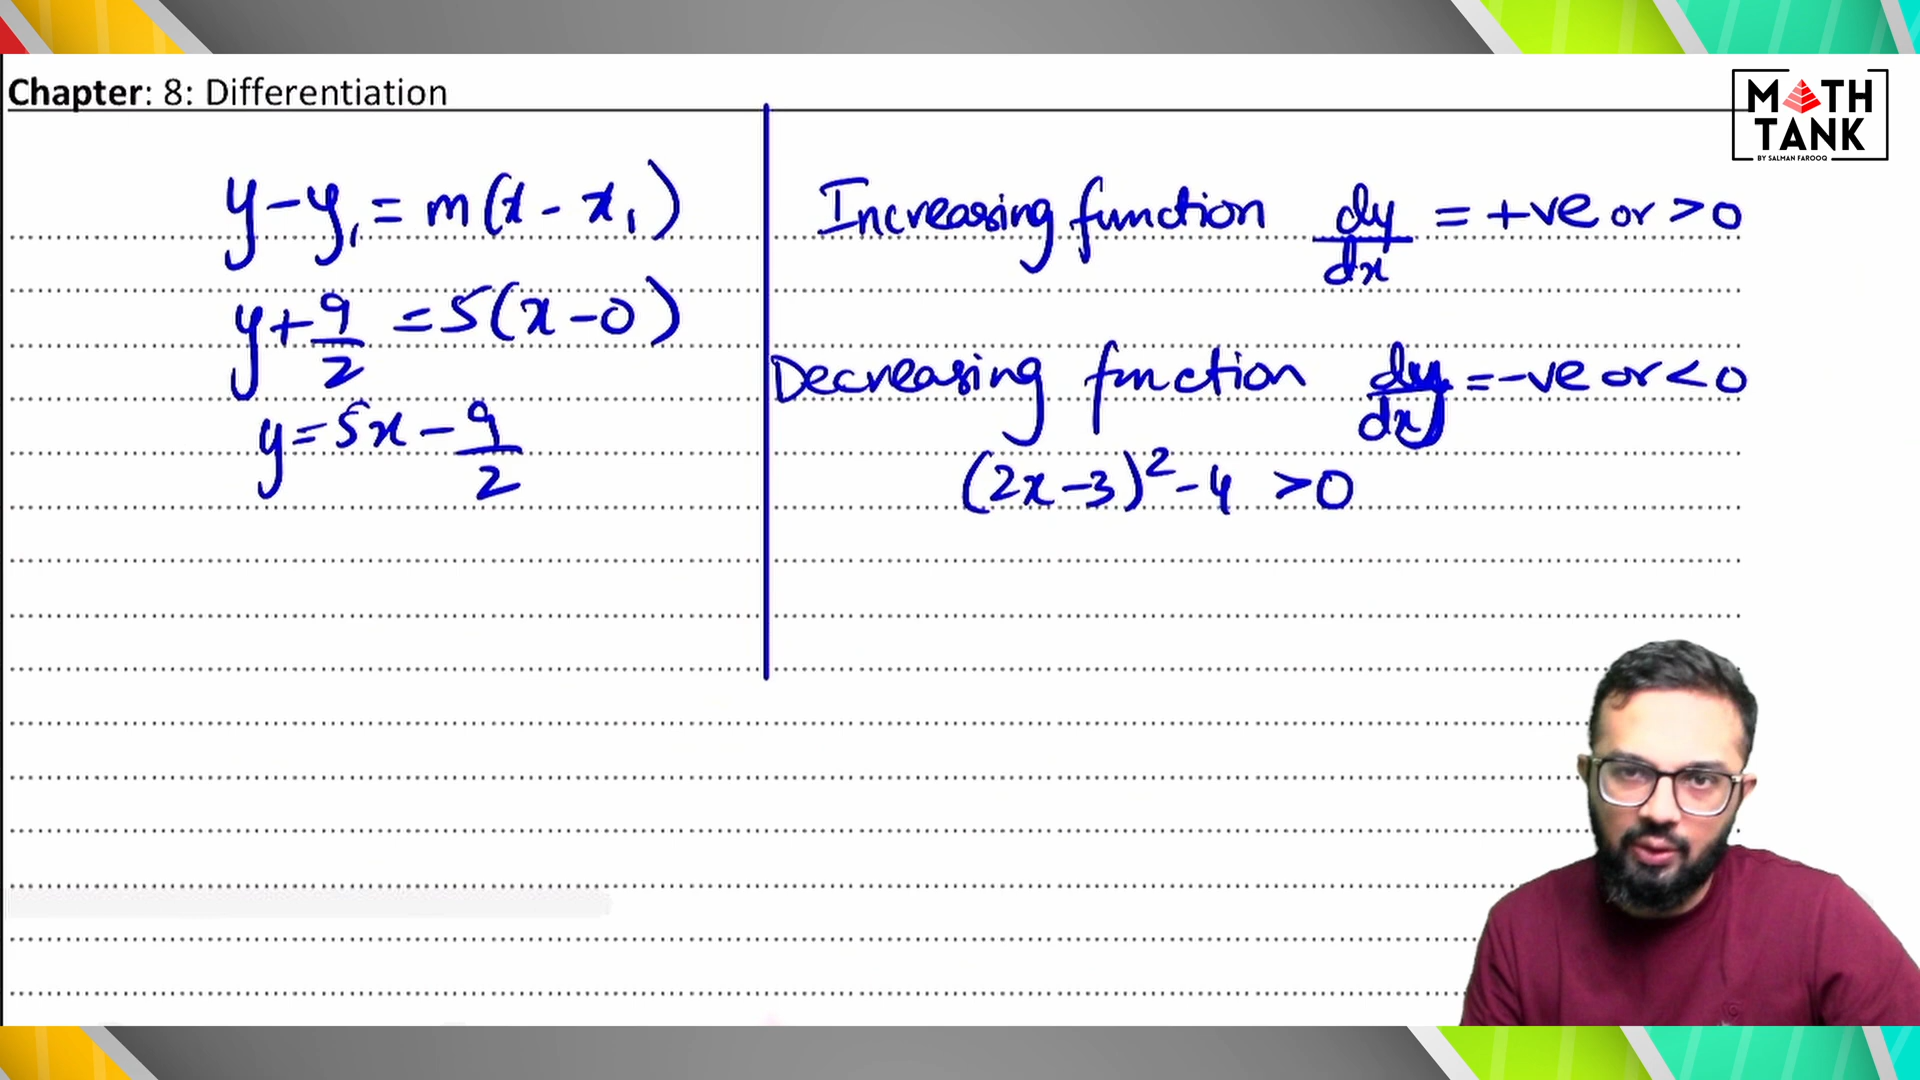 Chapter: 8: Differentiation
MATH
TANK
BY SALMAN FAROOQ
y - y₁ = m(x - x₁)
y + 9/2 = 5(x - 0)
y = 5x - 9/2
Increasing function dy/dx = +ve or > 0
Decreasing function dy/dx = -ve or < 0
(2x - 3)² - 4 > 0